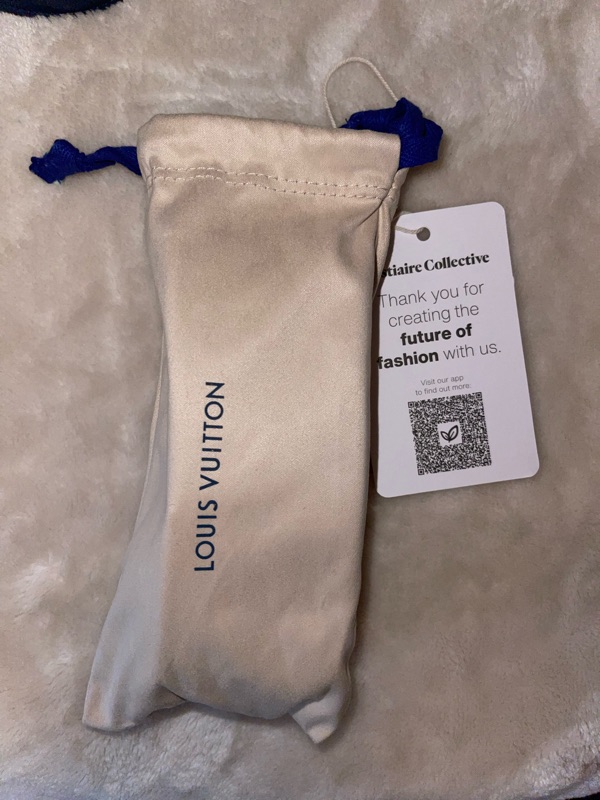 LOUIS VUITTON
tiaire Collective
Thank you for
creating the
future of
fashion with us.
Visit our app
to find out more: